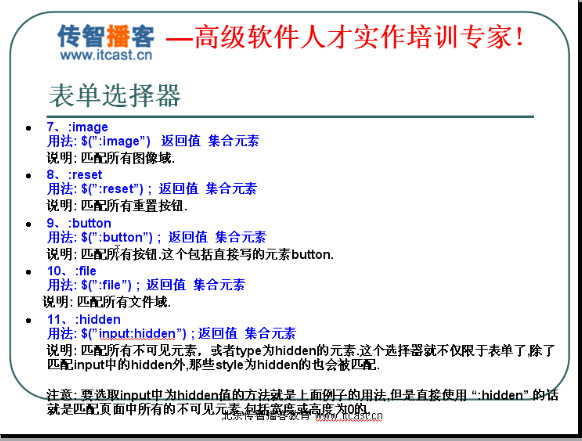 传智播客 —高级软件人才实作培训专家!
www.itcast.cn
表单选择器
● 7、:image
用法: $(”:image”) 返回值 集合元素
说明: 匹配所有图像域.
● 8、:reset
用法: $(”:reset”) ; 返回值 集合元素
说明: 匹配所有重置按钮.
● 9、:button
用法: $(”:button”) ; 返回值 集合元素
说明: 匹配所有按钮.这个包括直接写的元素button.
● 10、:file
用法: $(”:file”) ; 返回值 集合元素
说明: 匹配所有文件域.
● 11、:hidden
用法: $(”input:hidden”) ; 返回值 集合元素
说明: 匹配所有不可见元素，或者type为hidden的元素.这个选择器就不仅限于表单了,除了
匹配input中的hidden外,那些style为hidden的也会被匹配.
注意: 要选取input中为hidden值的方法就是上面例子的用法,但是直接使用 “:hidden” 的话
就是匹配页面中所有的不可见元素,包括宽度或高度为0的.
北京传智播客教育 www.itcast.cn